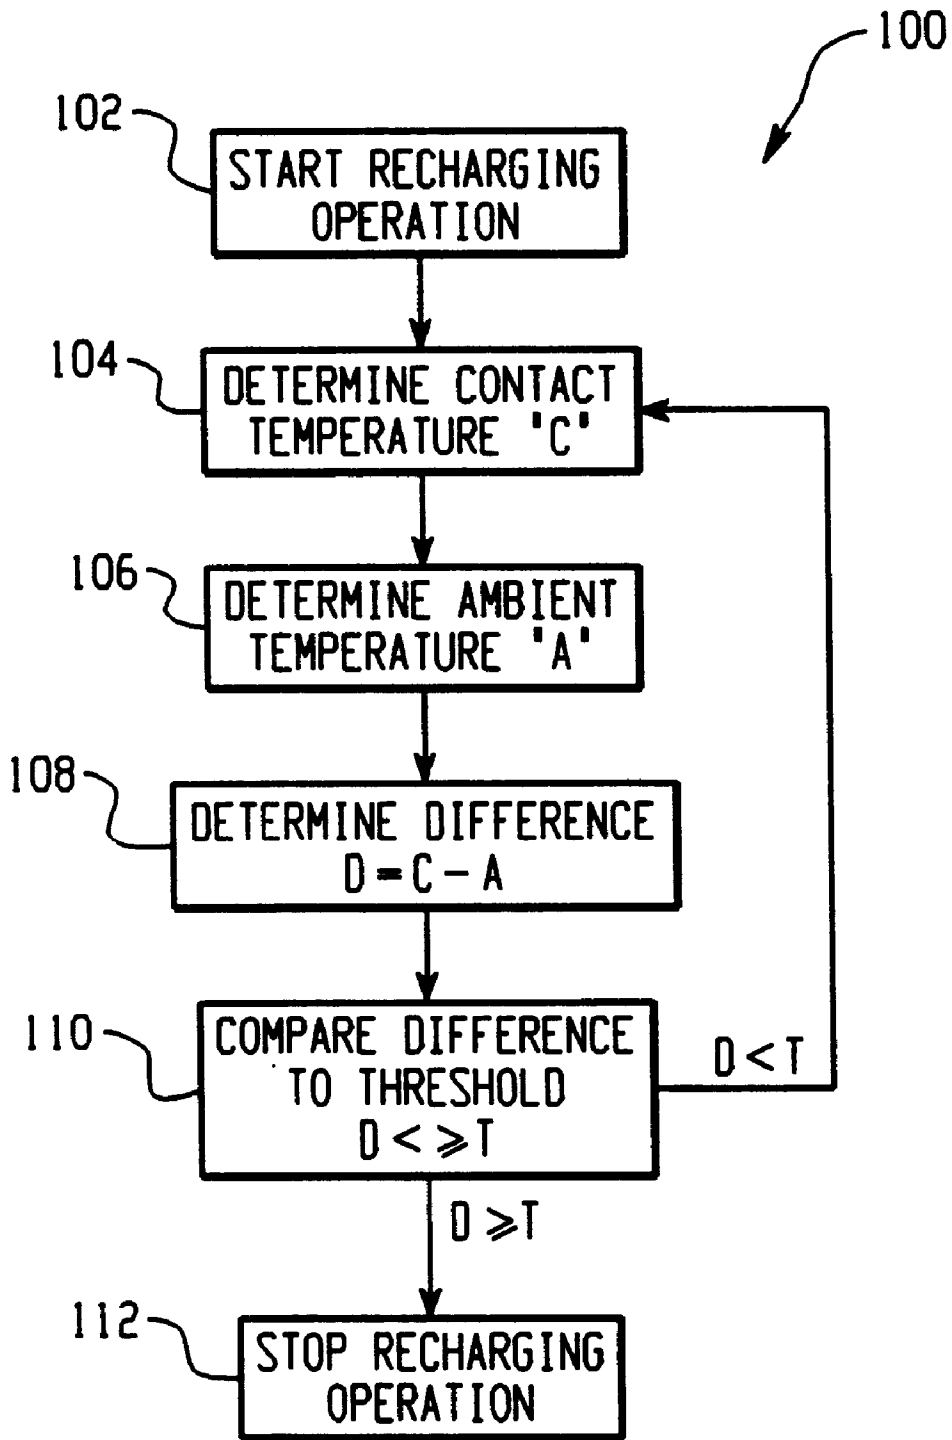 100
102
START RECHARGING
OPERATION
104
DETERMINE CONTACT
TEMPERATURE "C"
106
DETERMINE AMBIENT
TEMPERATURE "A"
108
DETERMINE DIFFERENCE
D = C - A
110
COMPARE DIFFERENCE
TO THRESHOLD
D < ⩾ T
D < T
D ⩾ T
112
STOP RECHARGING
OPERATION